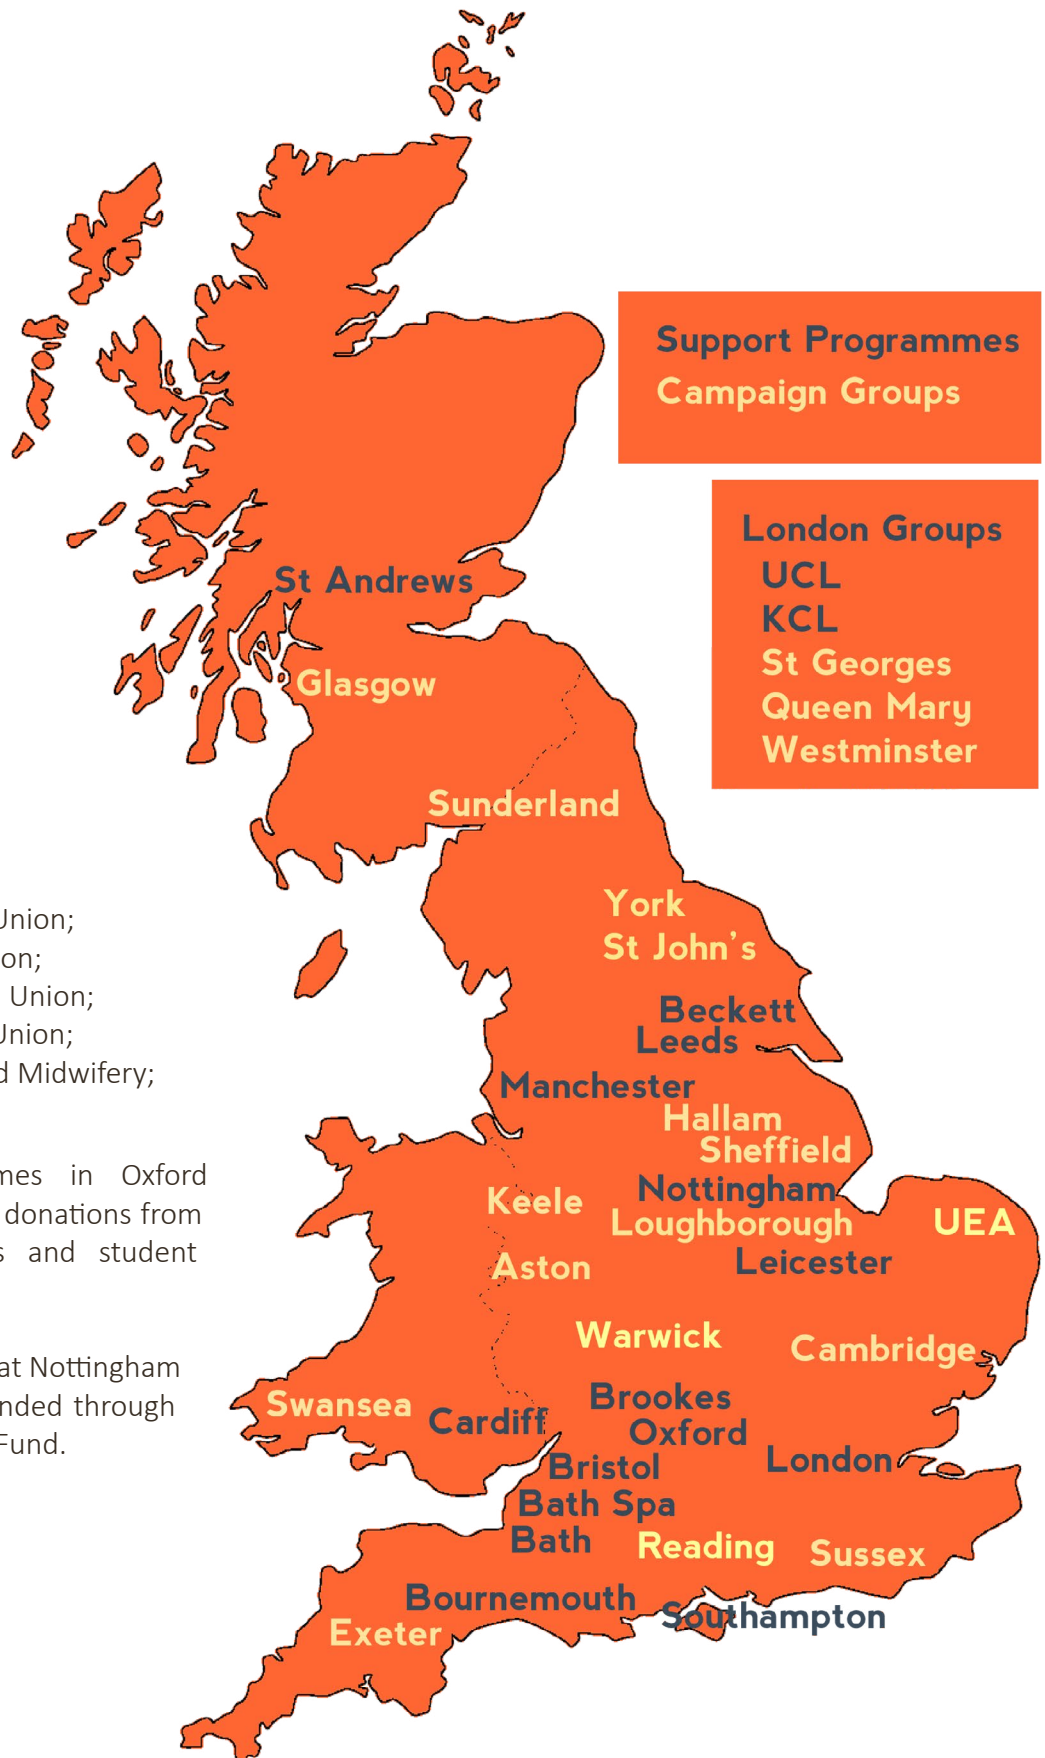 Support Programmes
Campaign Groups
London Groups
UCL
KCL
St Georges
Queen Mary
Westminster
St Andrews
Glasgow
Sunderland
York
St John's
Beckett
Leeds
Manchester
Hallam
Sheffield
Nottingham
Keele
Loughborough
UEA
Aston
Leicester
Warwick
Cambridge
Brookes
Swansea
Cardiff
Oxford
London
Bristol
Bath Spa
Bath
Reading
Sussex
Bournemouth
Southampton
Exeter
Union;
on;
Union;
Union;
d Midwifery;
mes in Oxford
donations from
s and student
at Nottingham
nded through
Fund.